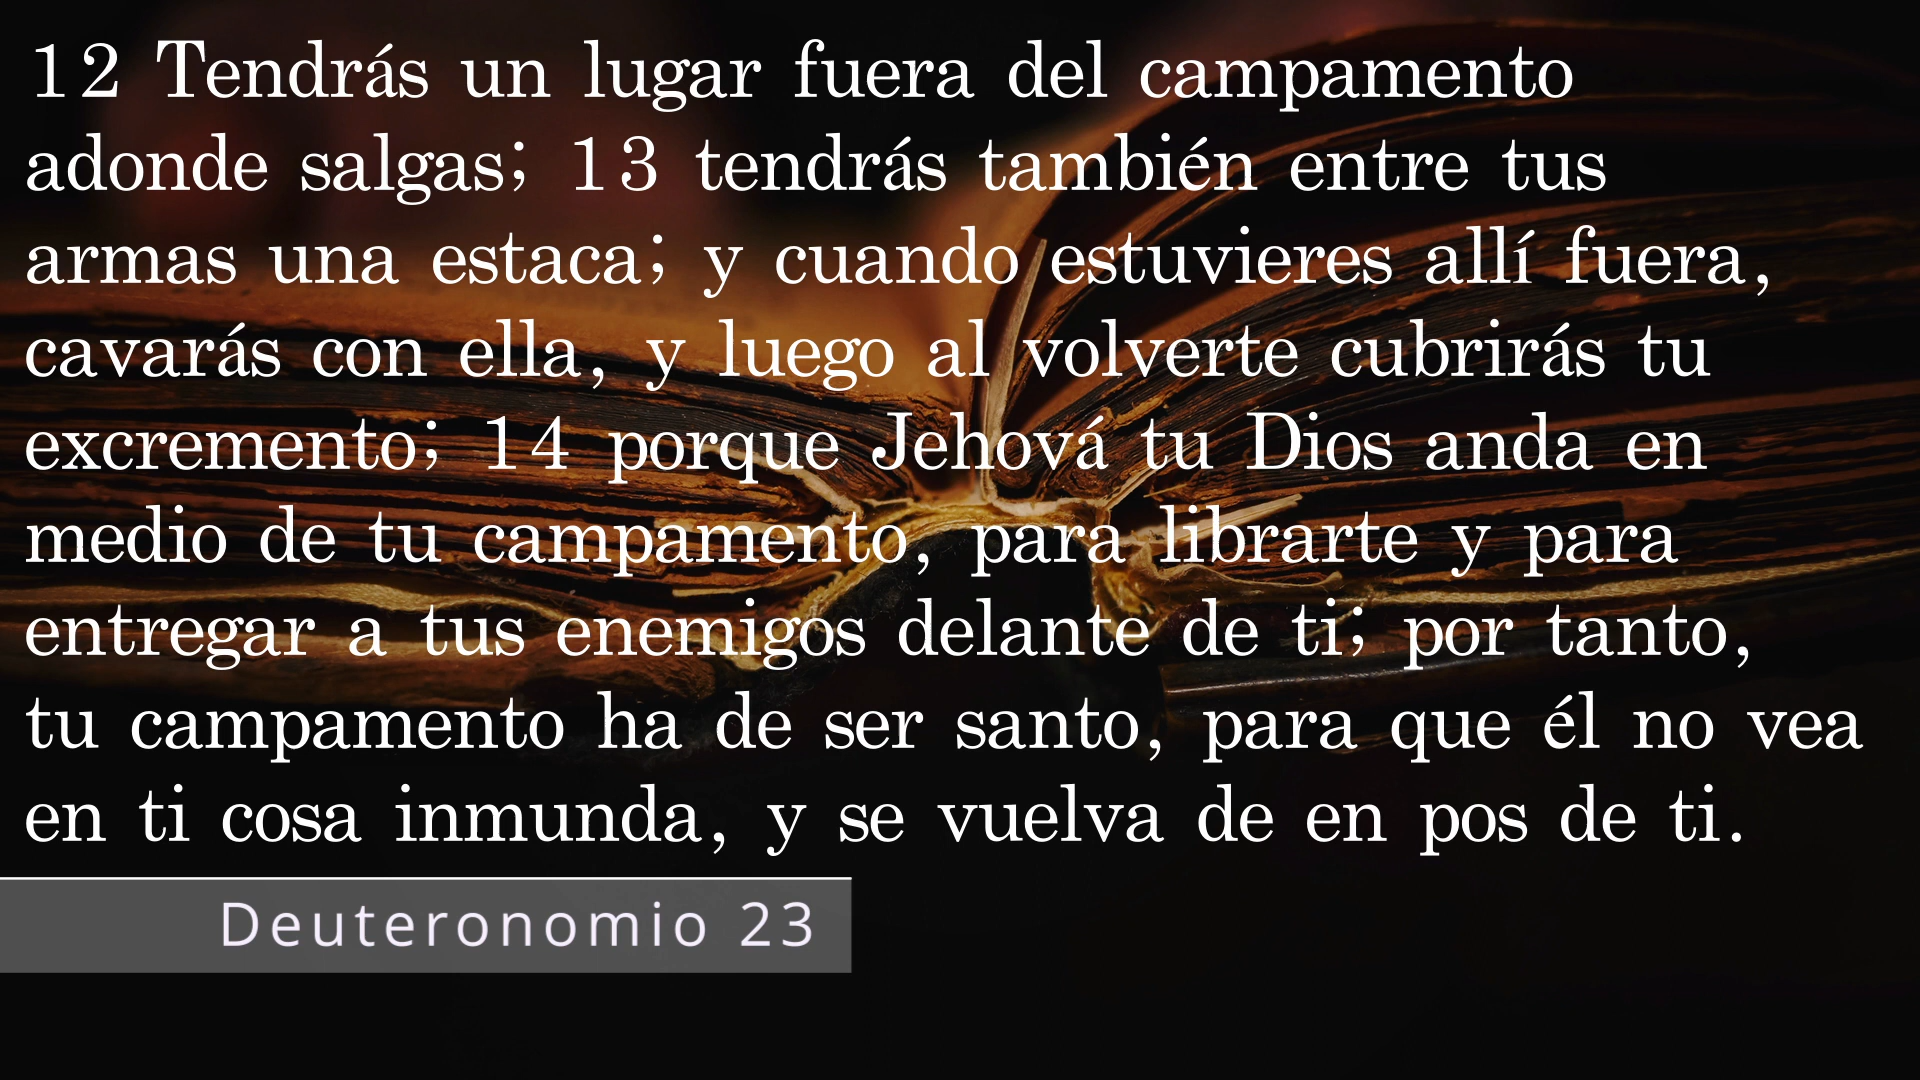 12 Tendrás un lugar fuera del campamento
adonde salgas; 13 tendrás también entre tus
armas una estaca; y cuando estuvieres allí fuera,
cavarás con ella, y luego al volverte cubrirás tu
excremento; 14 porque Jehová tu Dios anda en
medio de tu campamento, para librarte y para
entregar a tus enemigos delante de ti; por tanto,
tu campamento ha de ser santo, para que él no vea
en ti cosa inmunda, y se vuelva de en pos de ti.
Deuteronomio 23